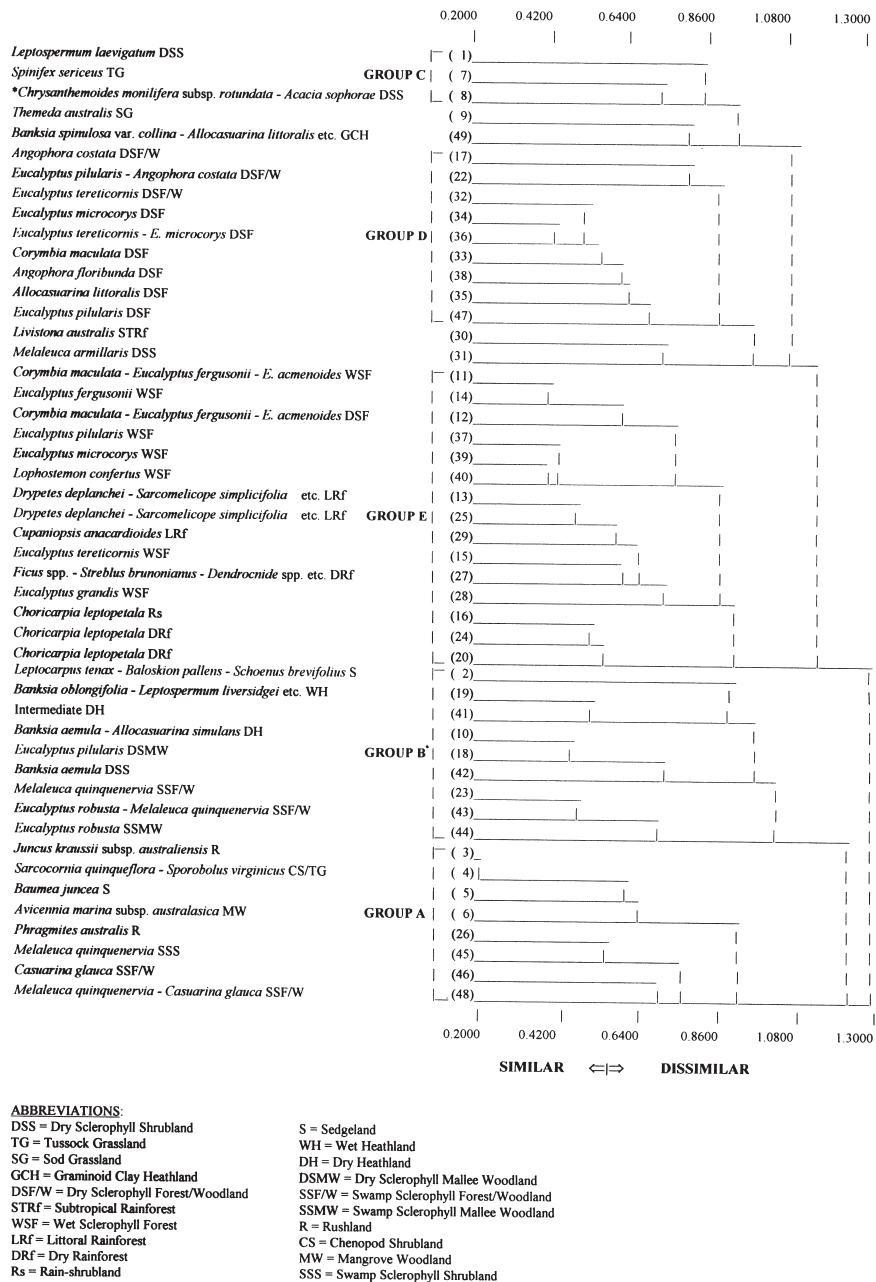 0.2000 0.4200 0.6400 0.8600 1.0800 1.3000
Leptospermum laevigatum DSS ( 1)
Spinifex sericeus TG GROUP C ( 7)
*Chrysanthemoides monilifera subsp. rotundata - Acacia sophorae DSS ( 8)
Themeda australis SG ( 9)
Banksia spinulosa var. collina - Allocasuarina littoralis etc. GCH (49)
Angophora costata DSF/W (17)
Eucalyptus pilularis - Angophora costata DSF/W (22)
Eucalyptus tereticornis DSF/W (32)
Eucalyptus microcorys DSF (34)
Eucalyptus tereticornis - E. microcorys DSF GROUP D (36)
Corymbia maculata DSF (33)
Angophora floribunda DSF (38)
Allocasuarina littoralis DSF (35)
Eucalyptus pilularis DSF (47)
Livistona australis STRf (30)
Melaleuca armillaris DSS (31)
Corymbia maculata - Eucalyptus fergusonii - E. acmenoides WSF (11)
Eucalyptus fergusonii WSF (14)
Corymbia maculata - Eucalyptus fergusonii - E. acmenoides DSF (12)
Eucalyptus pilularis WSF (37)
Eucalyptus microcorys WSF (39)
Lophostemon confertus WSF (40)
Drypetes deplanchei - Sarcomelicope simplicifolia etc. LRf (13)
Drypetes deplanchei - Sarcomelicope simplicifolia etc. LRf GROUP E (25)
Cupaniopsis anacardioides LRf (29)
Eucalyptus tereticornis WSF (15)
Ficus spp. - Streblus brunonianus - Dendrocnide spp. etc. DRf (27)
Eucalyptus grandis WSF (28)
Choricarpia leptopetala Rs (16)
Choricarpia leptopetala DRf (24)
Choricarpia leptopetala DRf (20)
Leptocarpus tenax - Baloskion pallens - Schoenus brevifolius S ( 2)
Banksia oblongifolia - Leptospermum liversidgei etc. WH (19)
Intermediate DH (41)
Banksia aemula - Allocasuarina simulans DH (10)
Eucalyptus pilularis DSMW GROUP B (18)
Banksia aemula DSS (42)
Melaleuca quinquenervia SSF/W (23)
Eucalyptus robusta - Melaleuca quinquenervia SSF/W (43)
Eucalyptus robusta SSMW (44)
Juncus kraussii subsp. australiensis R ( 3)
Sarcocornia quinqueflora - Sporobolus virginicus CS/TG ( 4)
Baumea juncea S ( 5)
Avicennia marina subsp. australasica MW GROUP A ( 6)
Phragmites australis R (26)
Melaleuca quinquenervia SSS (45)
Casuarina glauca SSF/W (46)
Melaleuca quinquenervia - Casuarina glauca SSF/W (48)
0.2000 0.4200 0.6400 0.8600 1.0800 1.3000
SIMILAR ⇐|⇒ DISSIMILAR
ABBREVIATIONS:
DSS = Dry Sclerophyll Shrubland
TG = Tussock Grassland
SG = Sod Grassland
GCH = Graminoid Clay Heathland
DSF/W = Dry Sclerophyll Forest/Woodland
STRf = Subtropical Rainforest
WSF = Wet Sclerophyll Forest
LRf = Littoral Rainforest
DRf = Dry Rainforest
Rs = Rain-shrubland
S = Sedgeland
WH = Wet Heathland
DH = Dry Heathland
DSMW = Dry Sclerophyll Mallee Woodland
SSF/W = Swamp Sclerophyll Forest/Woodland
SSMW = Swamp Sclerophyll Mallee Woodland
R = Rushland
CS = Chenopod Shrubland
MW = Mangrove Woodland
SSS = Swamp Sclerophyll Shrubland